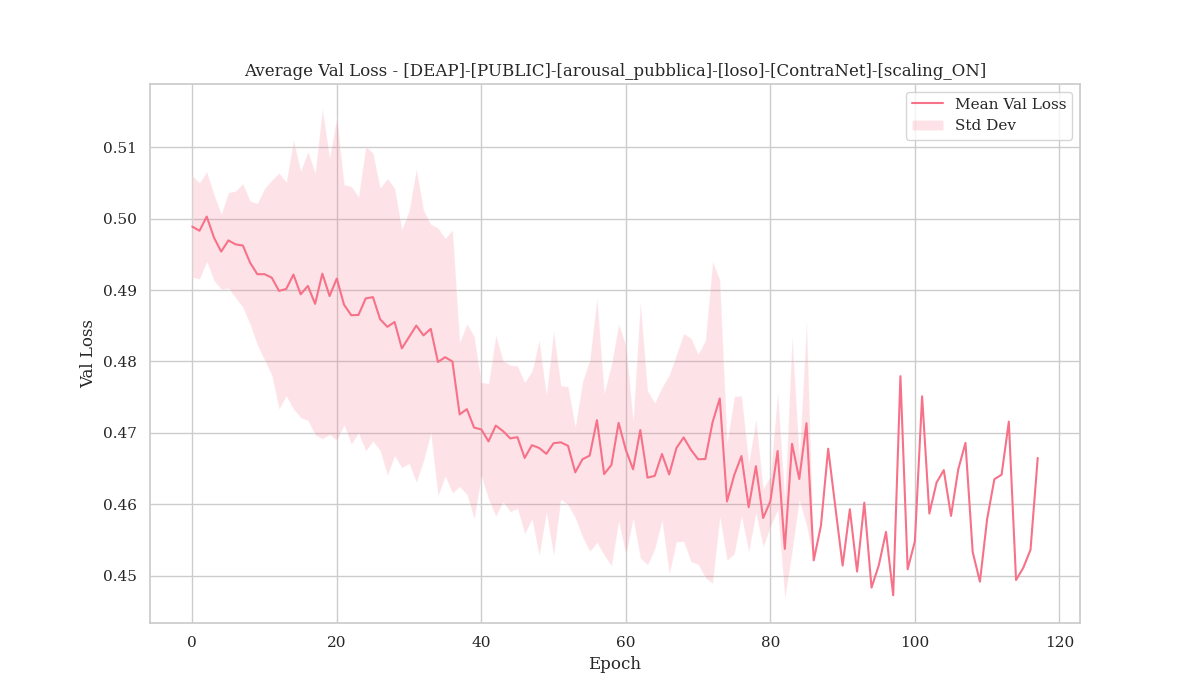 Average Val Loss - [DEAP]-[PUBLIC]-[arousal_pubblica]-[loso]-[ContraNet]-[scaling_ON]
Mean Val Loss
Std Dev
0.51
0.50
0.49
0.48
0.47
0.46
0.45
Val Loss
0 20 40 60 80 100 120
Epoch